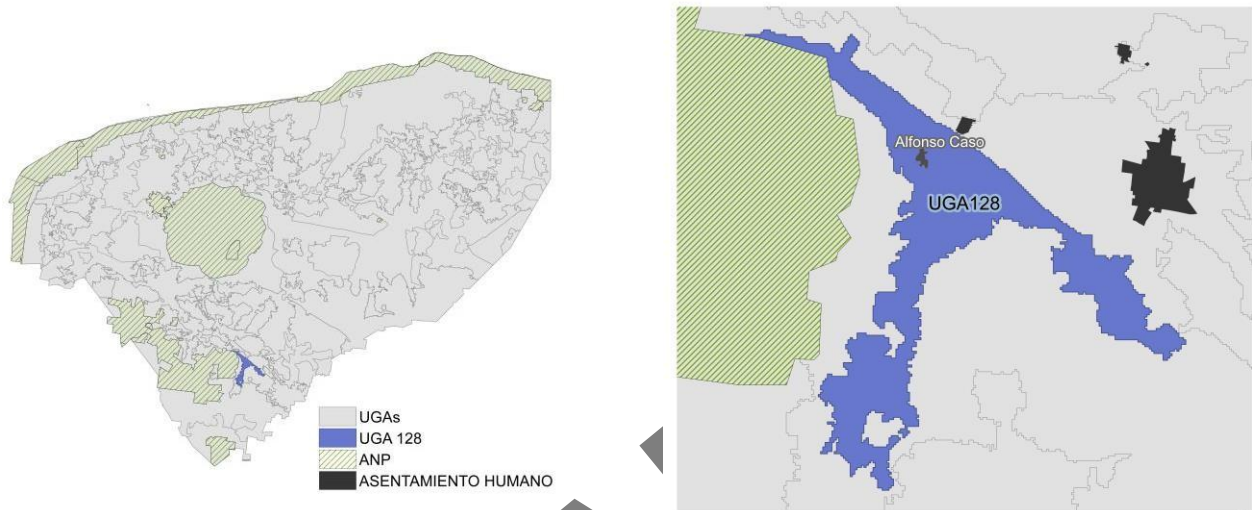 UGAs
UGA 128
ANP
ASENTAMIENTO HUMANO
Alfonso Caso
UGA128